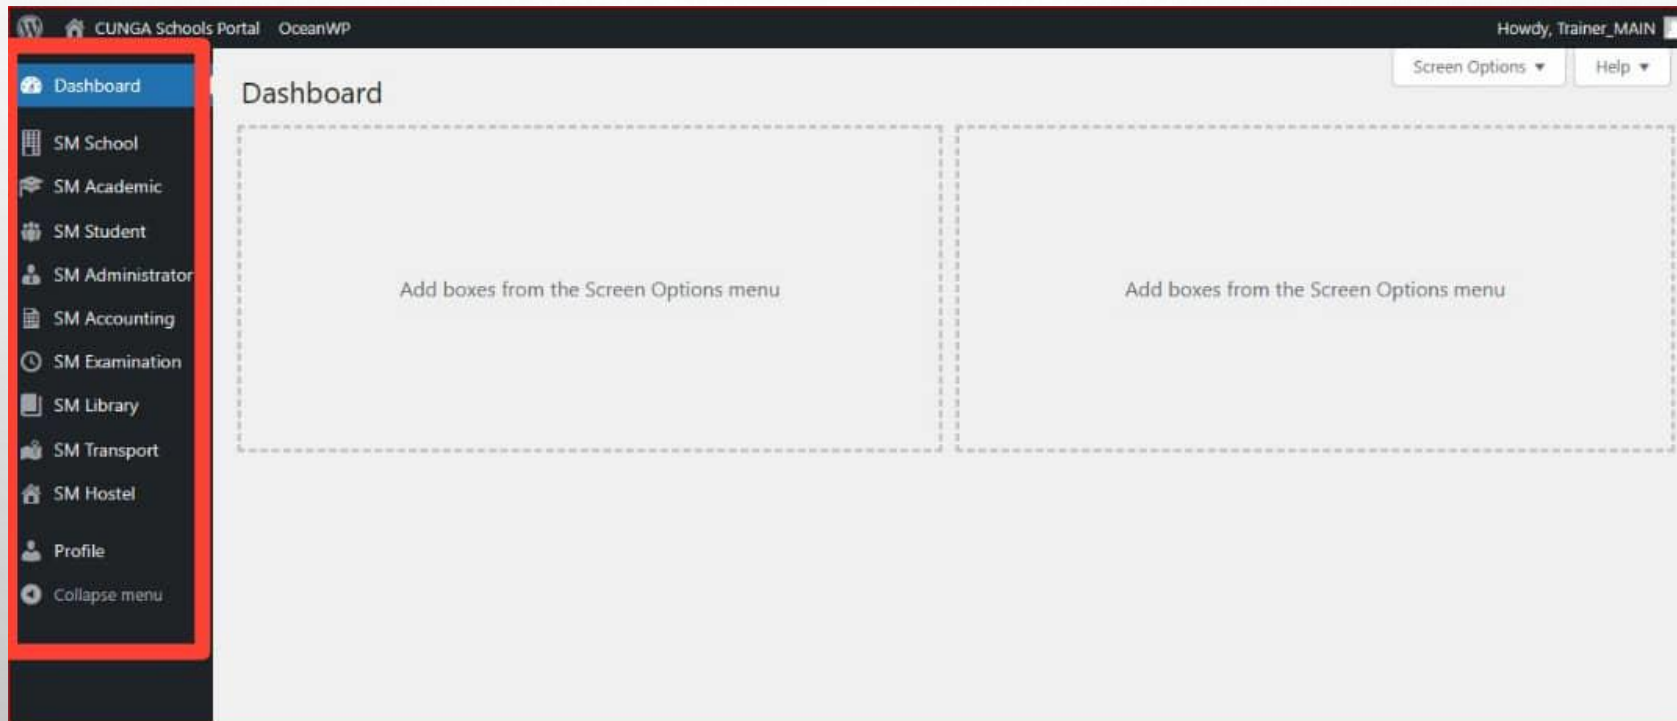 CUNGA Schools Portal OceanWP
Howdy, Trainer_MAIN
Screen Options ▼ Help ▼
Dashboard
SM School
SM Academic
SM Student
SM Administrator
SM Accounting
SM Examination
SM Library
SM Transport
SM Hostel
Profile
Collapse menu
Dashboard
Add boxes from the Screen Options menu
Add boxes from the Screen Options menu